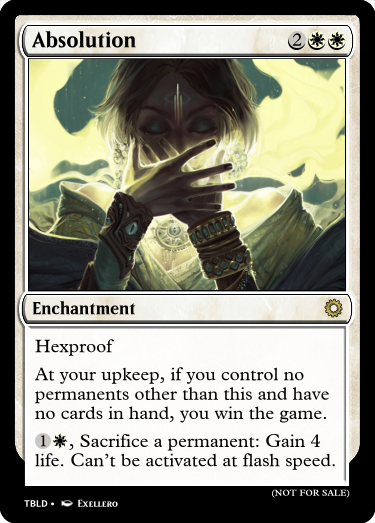 Absolution 2
Enchantment
Hexproof
At your upkeep, if you control no
permanents other than this and have
no cards in hand, you win the game.
1, Sacrifice a permanent: Gain 4
life. Can't be activated at flash speed.
(NOT FOR SALE)
TBLD • Exellero